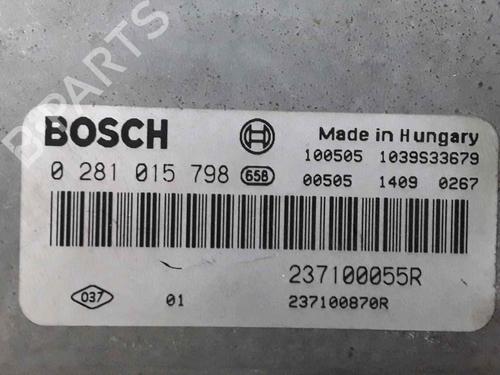 B-PARTS
BOSCH
Made in Hungary
100505 1039S33679
0 281 015 798 658
00505 1409 0267
237100055R
037 01 237100870R